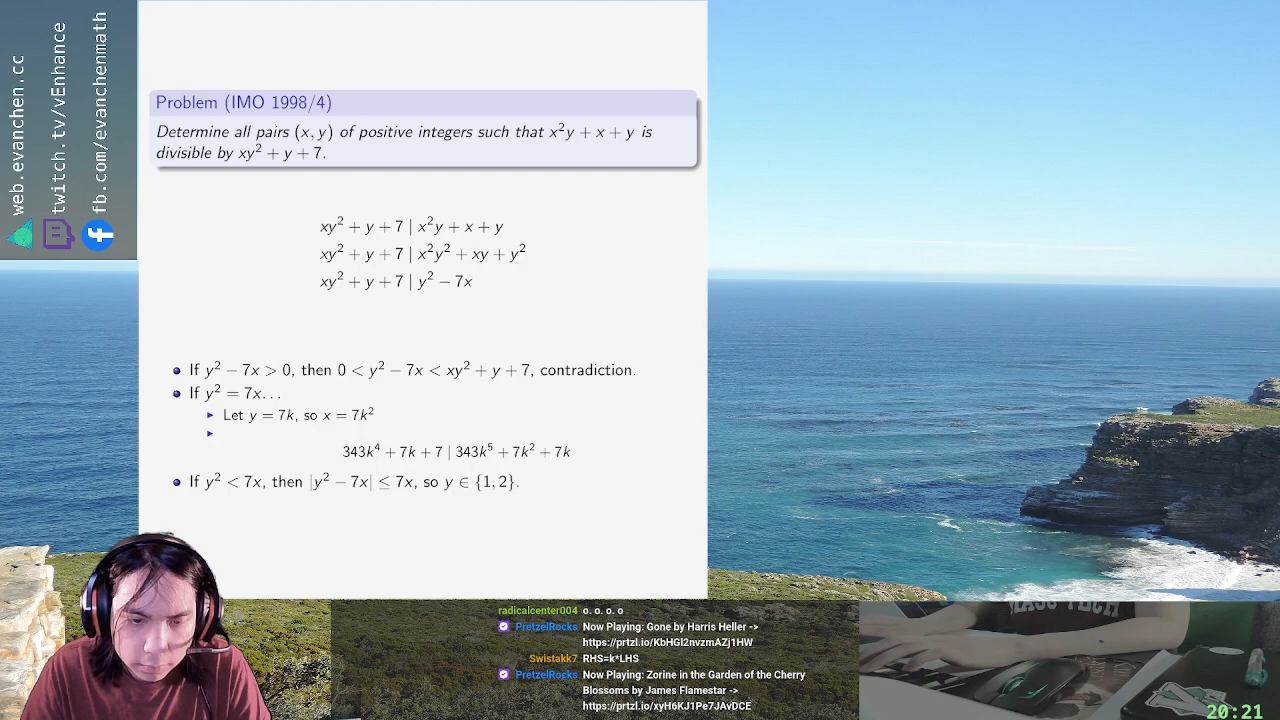 web.evanchen.cc
twitch.tv/vEnhance
fb.com/evanchenmath
Problem (IMO 1998/4)
Determine all pairs (x, y) of positive integers such that x²y + x + y is
divisible by xy² + y + 7.
xy² + y + 7 | x²y + x + y
xy² + y + 7 | x²y² + xy + y²
xy² + y + 7 | y² − 7x
If y² − 7x > 0, then 0 < y² − 7x < xy² + y + 7, contradiction.
If y² = 7x...
Let y = 7k, so x = 7k²
343k⁴ + 7k + 7 | 343k⁵ + 7k² + 7k
If y² < 7x, then |y² − 7x| ≤ 7x, so y ∈ {1, 2}.
radicalcenter004 o. o. o. o
PretzelRocks Now Playing: Gone by Harris Heller ->
https://prtzl.io/KbHGl2nvzmAZj1HW
Swistakk7 RHS=k*LHS
PretzelRocks Now Playing: Zorine in the Garden of the Cherry
Blossoms by James Flamestar ->
https://prtzl.io/xyH6KJ1Pe7JAvDCE
20:21